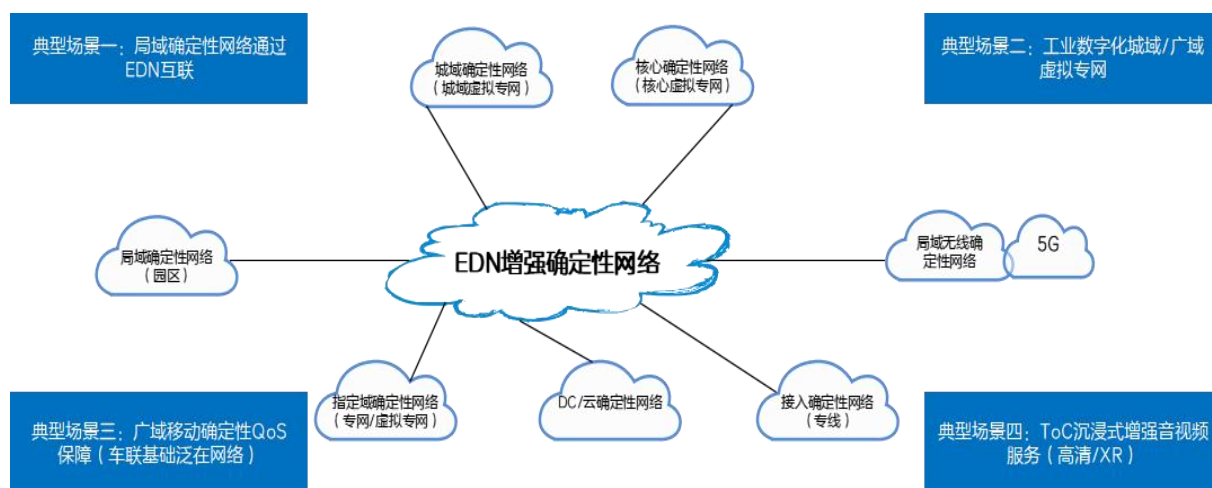 典型场景一：局域确定性网络通过
EDN互联
城域确定性网络
（城域虚拟专网）
核心确定性网络
（核心虚拟专网）
典型场景二：工业数字化城域/广域
虚拟专网
局域确定性网络
（园区）
EDN增强确定性网络
局域无线确
定性网络
5G
指定域确定性网络
（专网/虚拟专网）
DC/云确定性网络
接入确定性网络
（专线）
典型场景三：广域移动确定性QoS
保障（车联基础泛在网络）
典型场景四：ToC沉浸式增强音视频
服务（高清/XR）